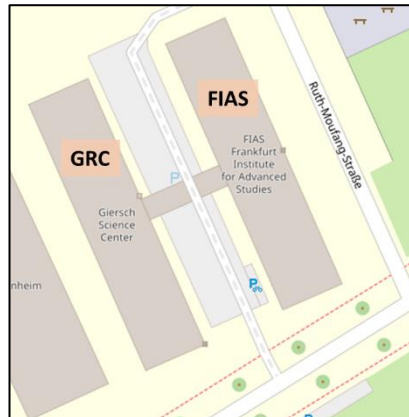 FIAS
GRC
FIAS
Frankfurt
Institute
for Advanced
Studies
Ruth-Moufang-Straße
P
Giersch
Science
Center
nheim
P